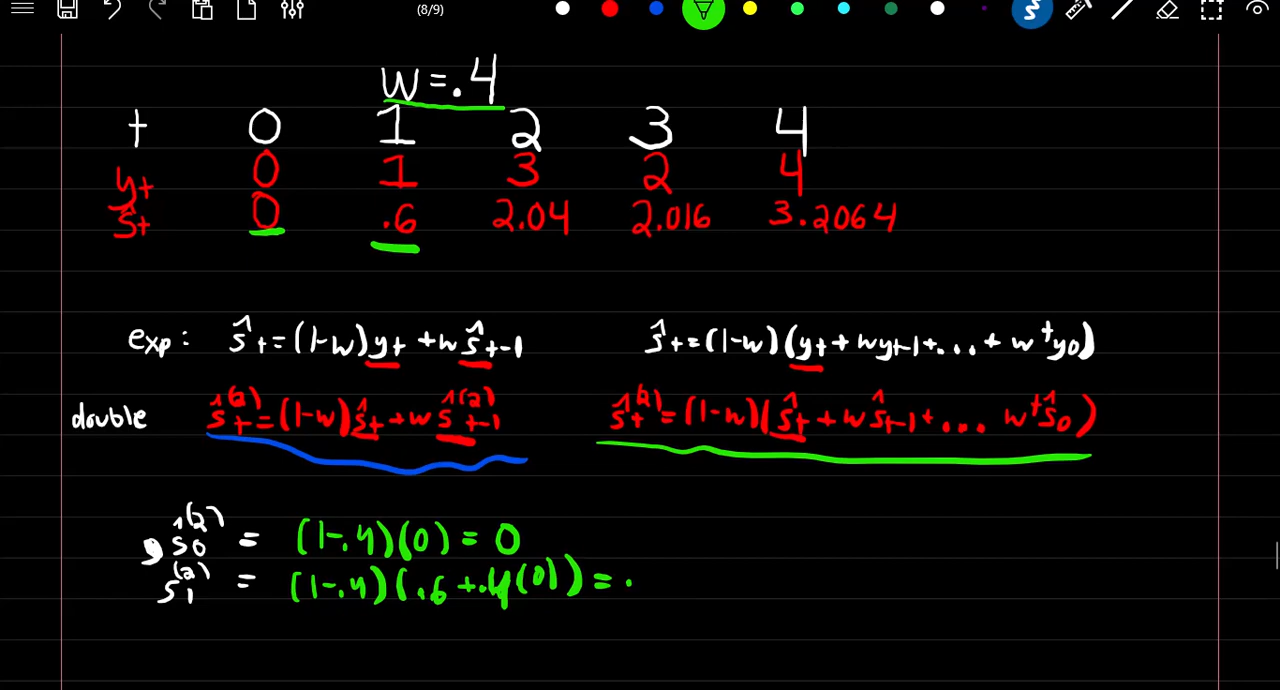 (8/9)
w = .4
t 0 1 2 3 4
yt 0 1 3 2 4
ŝt 0 .6 2.04 2.016 3.2064
exp: ŝt = (1-w)yt + wŝt-1 ŝt = (1-w)(yt + wyt-1 + ... + w^t y0)
double ŝt^(2) = (1-w)ŝt + wŝt-1^(2) ŝt^(2) = (1-w)(ŝt + wŝt-1 + ... w^t ŝ0)
ŝ0^(2) = (1-.4)(0) = 0
s1^(2) = (1-.4)(.6 + .4(0)) = .